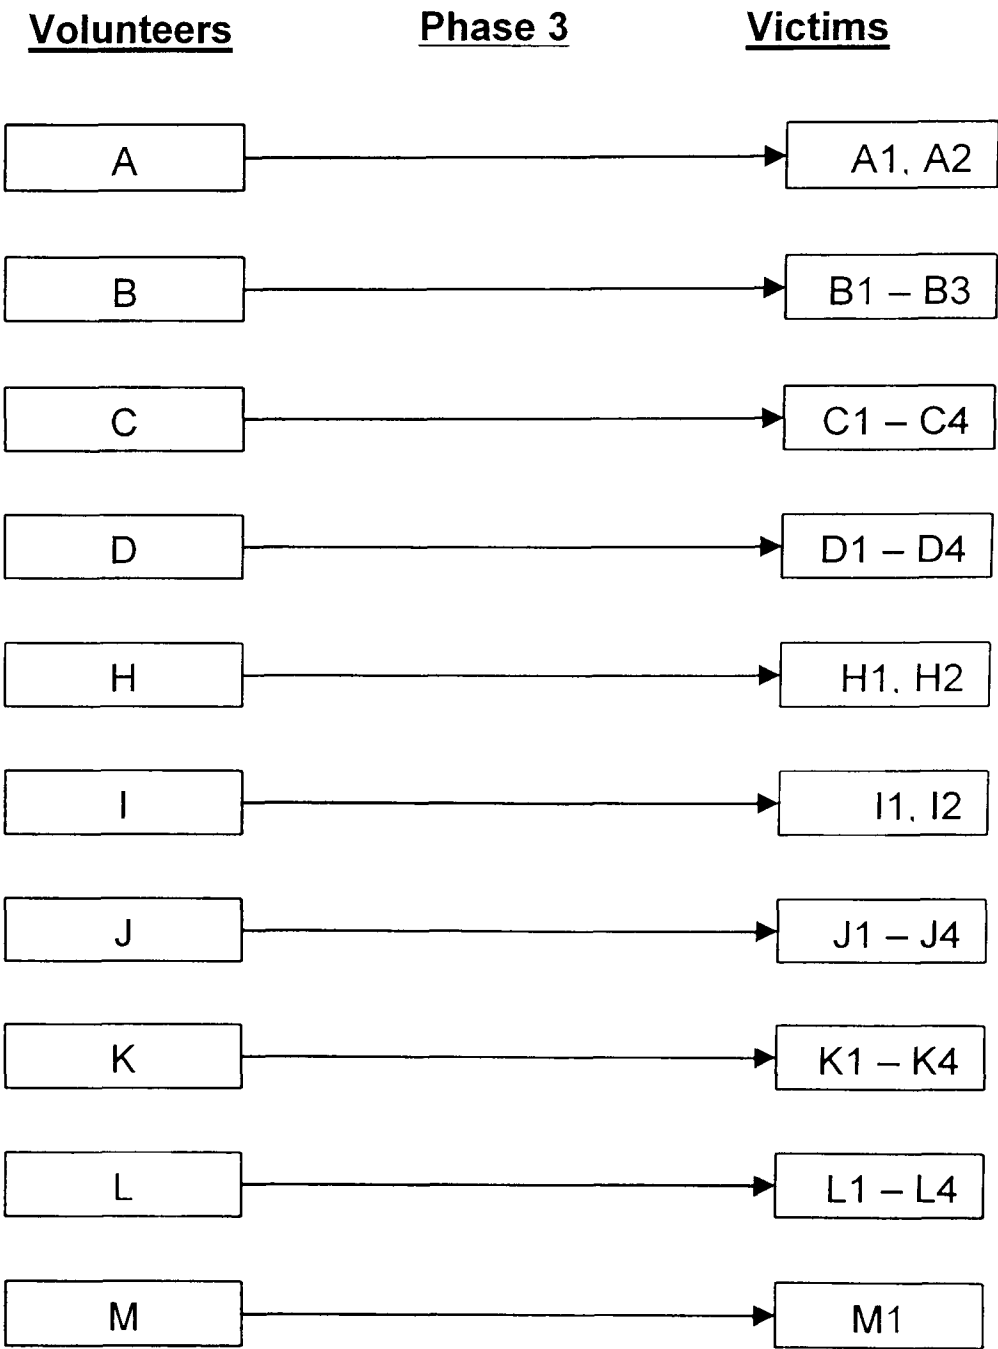 Volunteers Phase 3 Victims
A A1, A2
B B1 – B3
C C1 – C4
D D1 – D4
H H1, H2
I I1, I2
J J1 – J4
K K1 – K4
L L1 – L4
M M1